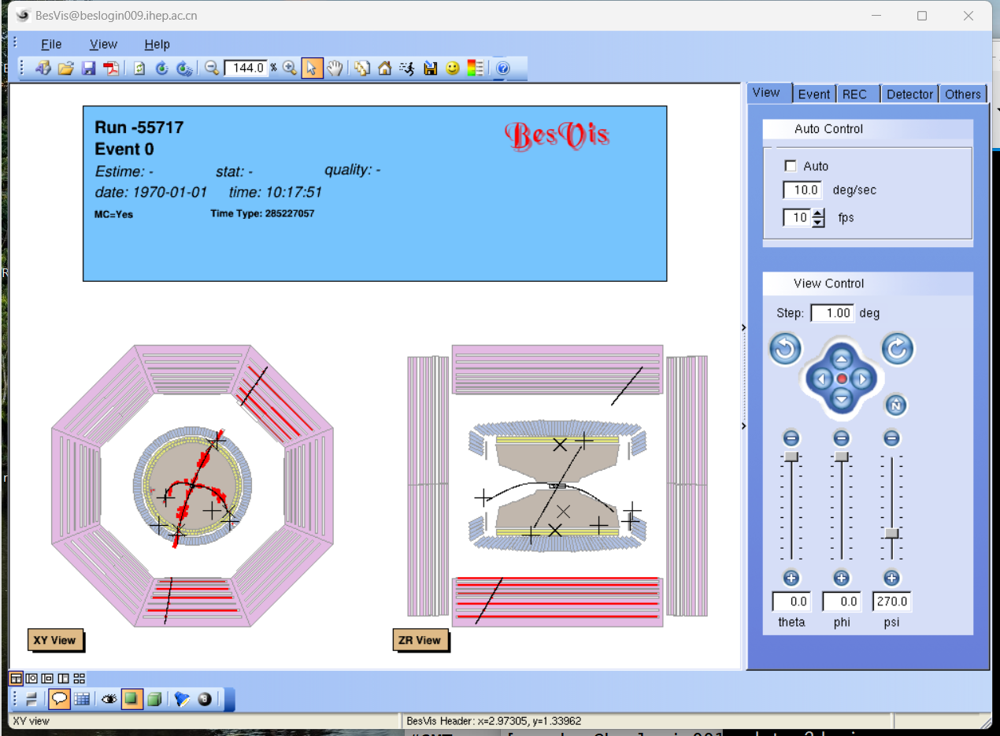 BesVis@beslogin009.ihep.ac.cn
File View Help
144.0 %
View Event REC Detector Others
Run -55717
Event 0
Estime: - stat: - quality: -
date: 1970-01-01 time: 10:17:51
MC=Yes Time Type: 285227057
BesVis
Auto Control
Auto
10.0 deg/sec
10 fps
View Control
Step: 1.00 deg
N
0.0 0.0 270.0
theta phi psi
XY View
ZR View
XY view
BesVis Header: x=2.97305, y=1.33962